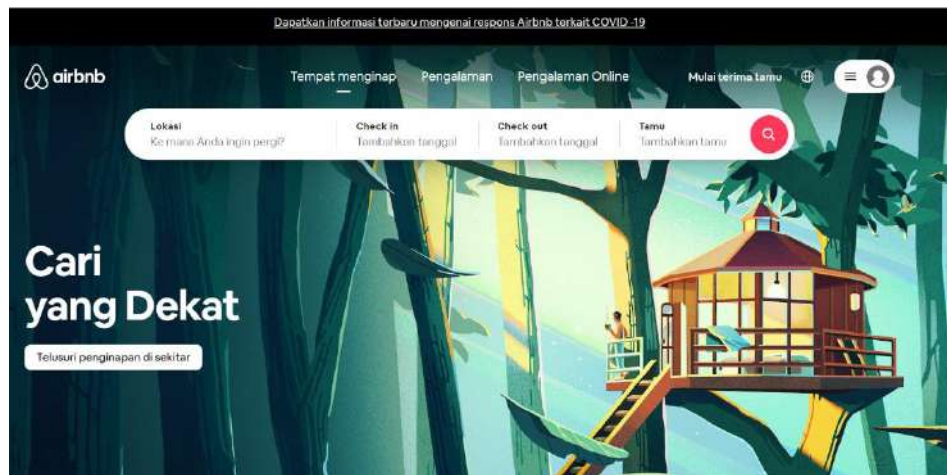 Dapatkan informasi terbaru mengenai respons Airbnb terkait COVID -19
airbnb
Tempat menginap Pengalaman Pengalaman Online Mulai terima tamu
Lokasi Check in Check out Tamu
Ke mana Anda ingin pergi? Tambahkan tanggal Tambahkan tanggal Tambahkan tamu
Cari
yang Dekat
Telusuri penginapan di sekitar